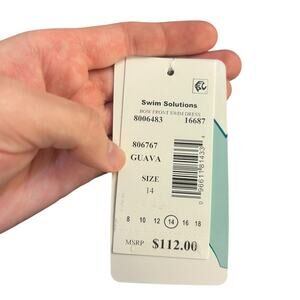 Swim Solutions
BOW FRONT SWIM DRESS
8006483 16687
806767
GUAVA
SIZE
14
8 10 12 14 16 18
MSRP $112.00